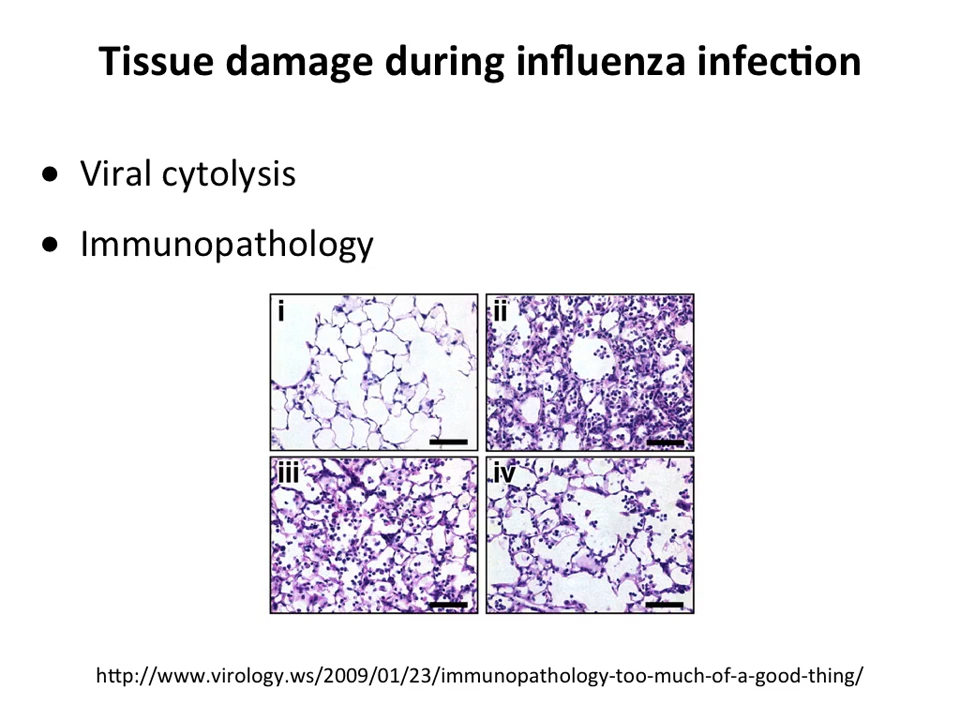 Tissue damage during influenza infection
• Viral cytolysis
• Immunopathology
i
ii
iii
iv
http://www.virology.ws/2009/01/23/immunopathology-too-much-of-a-good-thing/